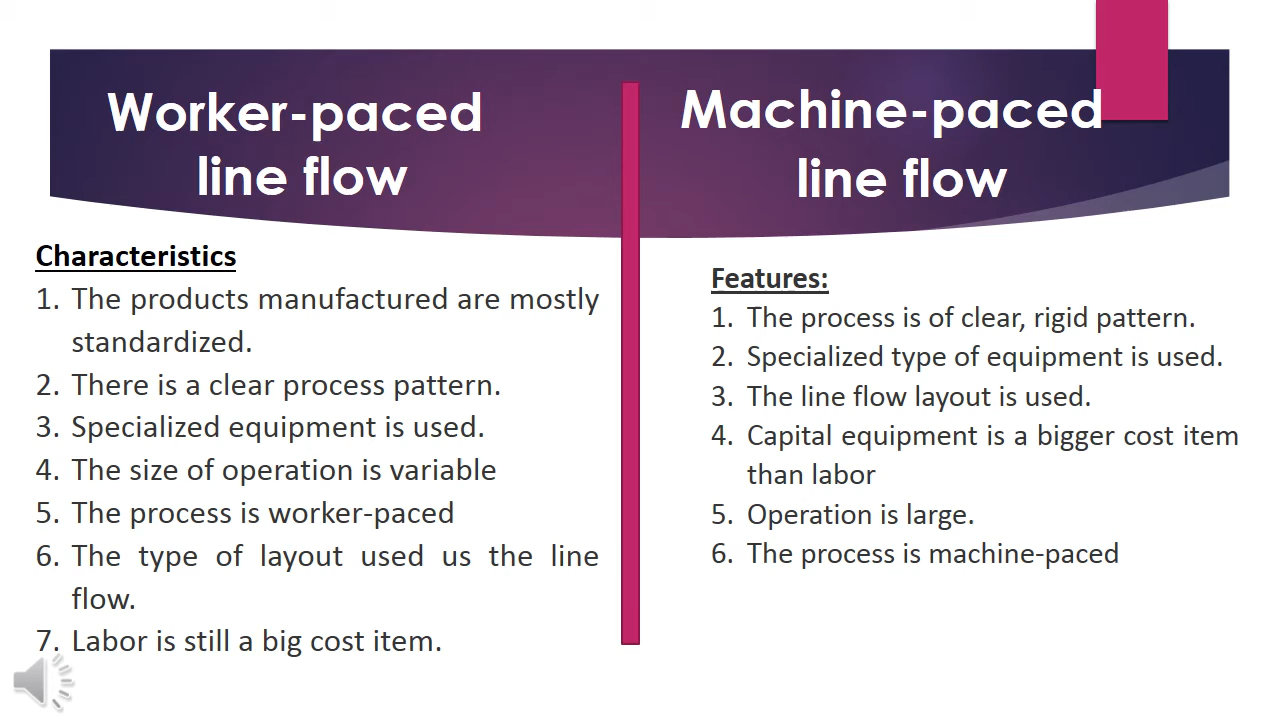 Worker-paced
line flow
Characteristics
1. The products manufactured are mostly
standardized.
2. There is a clear process pattern.
3. Specialized equipment is used.
4. The size of operation is variable
5. The process is worker-paced
6. The type of layout used us the line
flow.
7. Labor is still a big cost item.
Machine-paced
line flow
Features:
1. The process is of clear, rigid pattern.
2. Specialized type of equipment is used.
3. The line flow layout is used.
4. Capital equipment is a bigger cost item
than labor
5. Operation is large.
6. The process is machine-paced